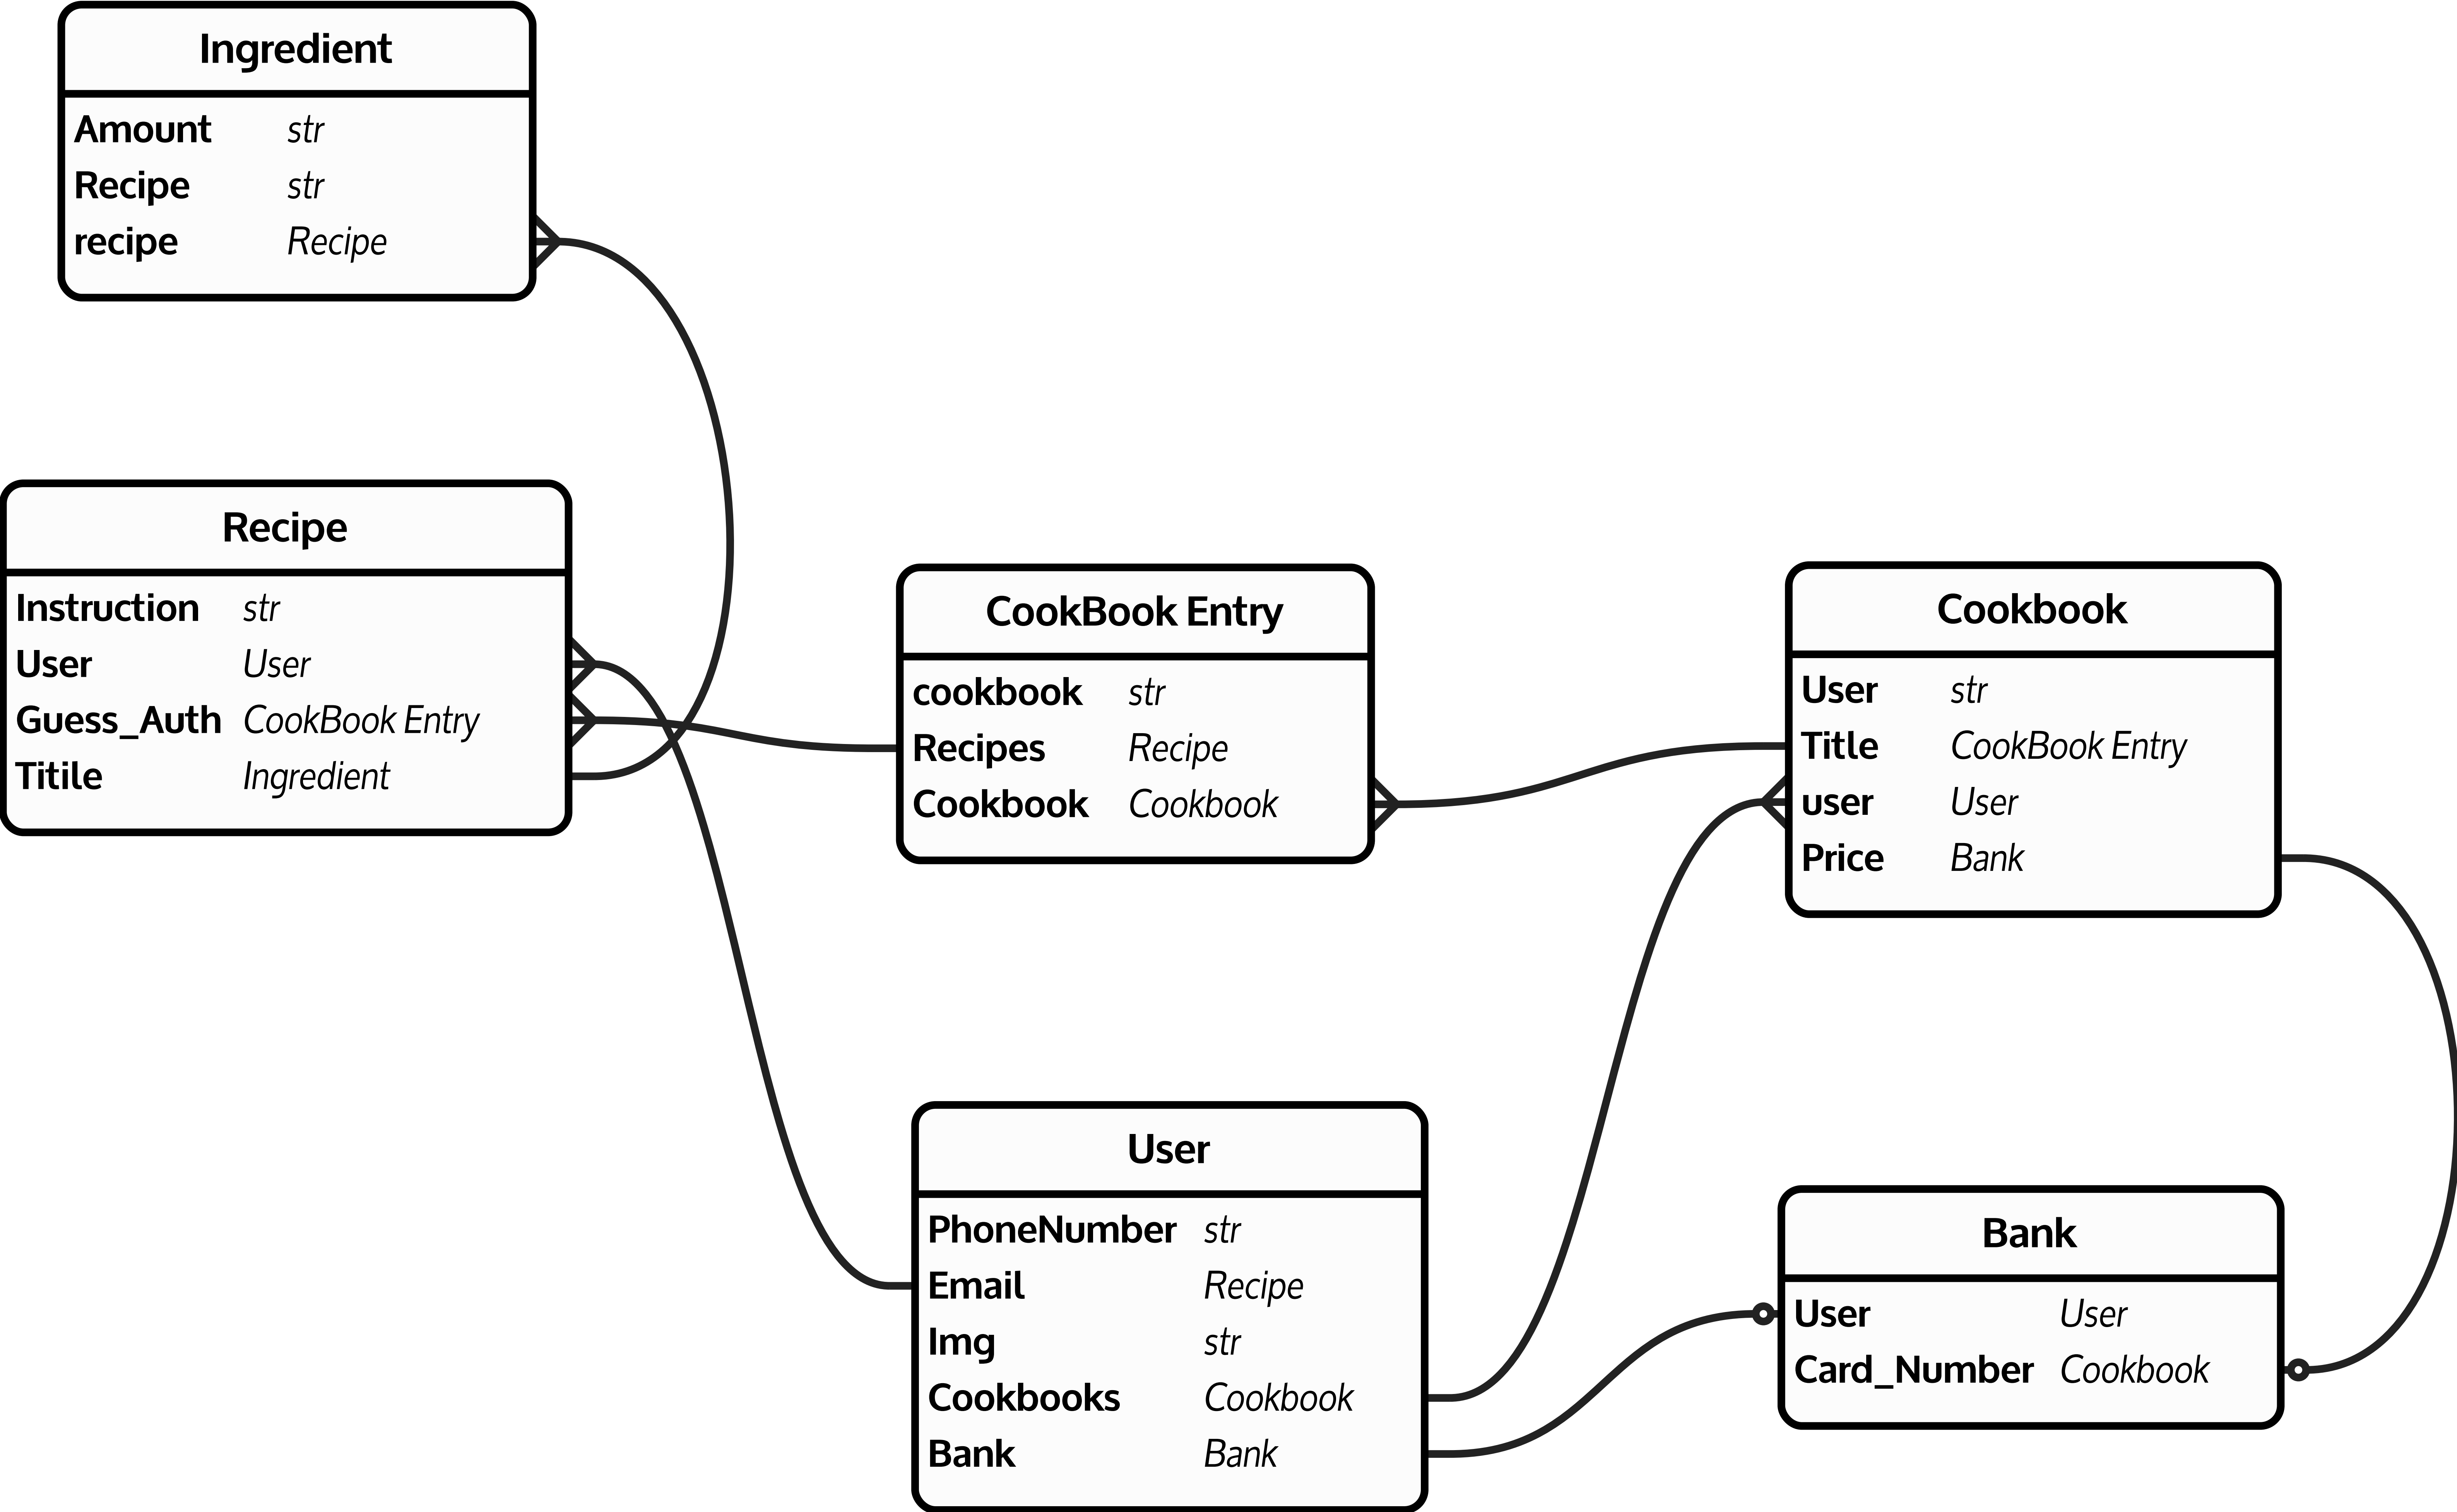 Ingredient
Amount str
Recipe str
recipe Recipe
Recipe
Instruction str
User User
Guess_Auth CookBook Entry
Titile Ingredient
CookBook Entry
cookbook str
Recipes Recipe
Cookbook Cookbook
Cookbook
User str
Title CookBook Entry
user User
Price Bank
User
PhoneNumber str
Email Recipe
Img str
Cookbooks Cookbook
Bank Bank
Bank
User User
Card_Number Cookbook